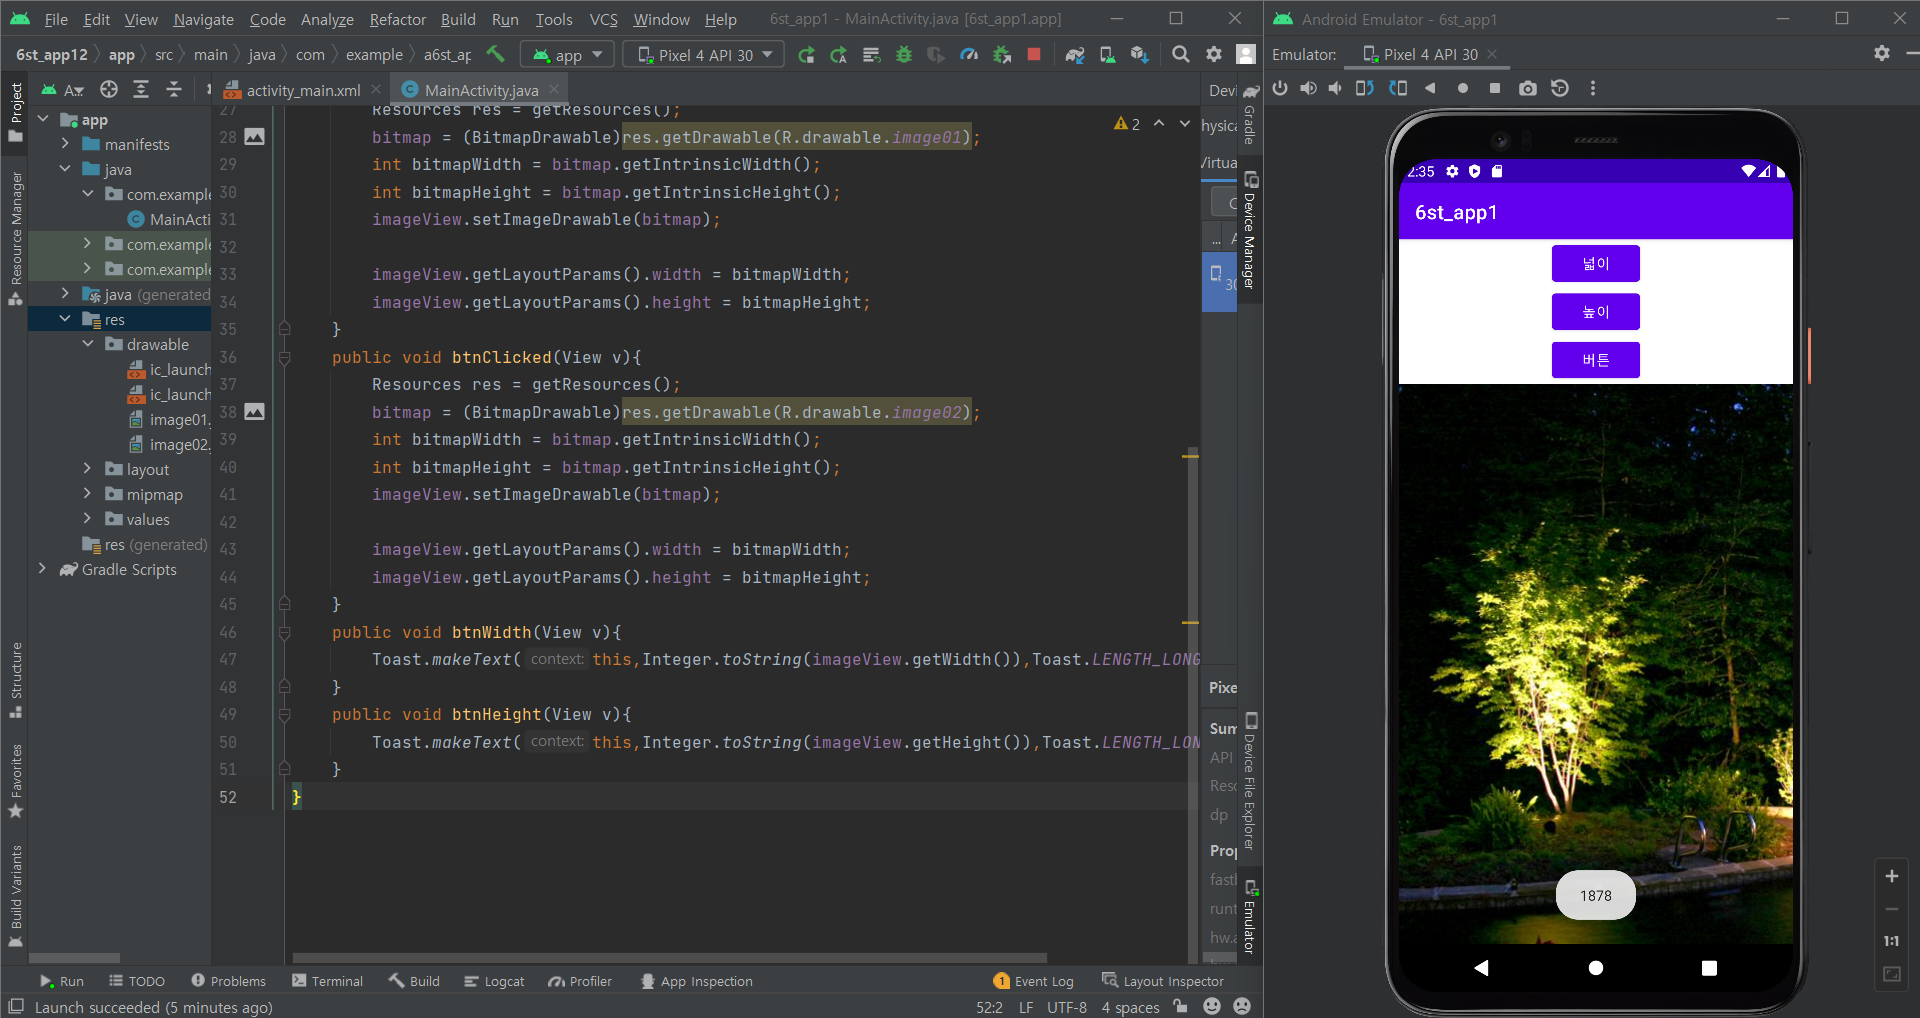 File Edit View Navigate Code Analyze Refactor Build Run Tools VCS Window Help 6st_app1 - MainActivity.java [6st_app1.app]
6st_app12 app src main java com example a6st_ap app Pixel 4 API 30
activity_main.xml MainActivity.java
Project
Resource Manager
Structure
Favorites
Build Variants
app
manifests
java
com.example
MainActi
com.example
com.example
java (generated)
res
drawable
ic_launch
ic_launch
image01.
image02.
layout
mipmap
values
res (generated)
Gradle Scripts
2
27 Resources res = getResources();
28 bitmap = (BitmapDrawable)res.getDrawable(R.drawable.image01);
29 int bitmapWidth = bitmap.getIntrinsicWidth();
30 int bitmapHeight = bitmap.getIntrinsicHeight();
31 imageView.setImageDrawable(bitmap);
32
33 imageView.getLayoutParams().width = bitmapWidth;
34 imageView.getLayoutParams().height = bitmapHeight;
35 }
36 public void btnClicked(View v){
37 Resources res = getResources();
38 bitmap = (BitmapDrawable)res.getDrawable(R.drawable.image02);
39 int bitmapWidth = bitmap.getIntrinsicWidth();
40 int bitmapHeight = bitmap.getIntrinsicHeight();
41 imageView.setImageDrawable(bitmap);
42
43 imageView.getLayoutParams().width = bitmapWidth;
44 imageView.getLayoutParams().height = bitmapHeight;
45 }
46 public void btnWidth(View v){
47 Toast.makeText( context: this,Integer.toString(imageView.getWidth()),Toast.LENGTH_LONG
48 }
49 public void btnHeight(View v){
50 Toast.makeText( context: this,Integer.toString(imageView.getHeight()),Toast.LENGTH_LON
51 }
52 }
Devi
hysica
Virtua
...
30
Pixe
Sum
API
Reso
dp
Prop
fastl
runt
hw.a
Gradle
Device Manager
Device File Explorer
Emulator
Run TODO Problems Terminal Build Logcat Profiler App Inspection 1 Event Log Layout Inspector
Launch succeeded (5 minutes ago) 52:2 LF UTF-8 4 spaces
Android Emulator - 6st_app1
Emulator: Pixel 4 API 30
2:35
6st_app1
넓이
높이
버튼
1878
1:1